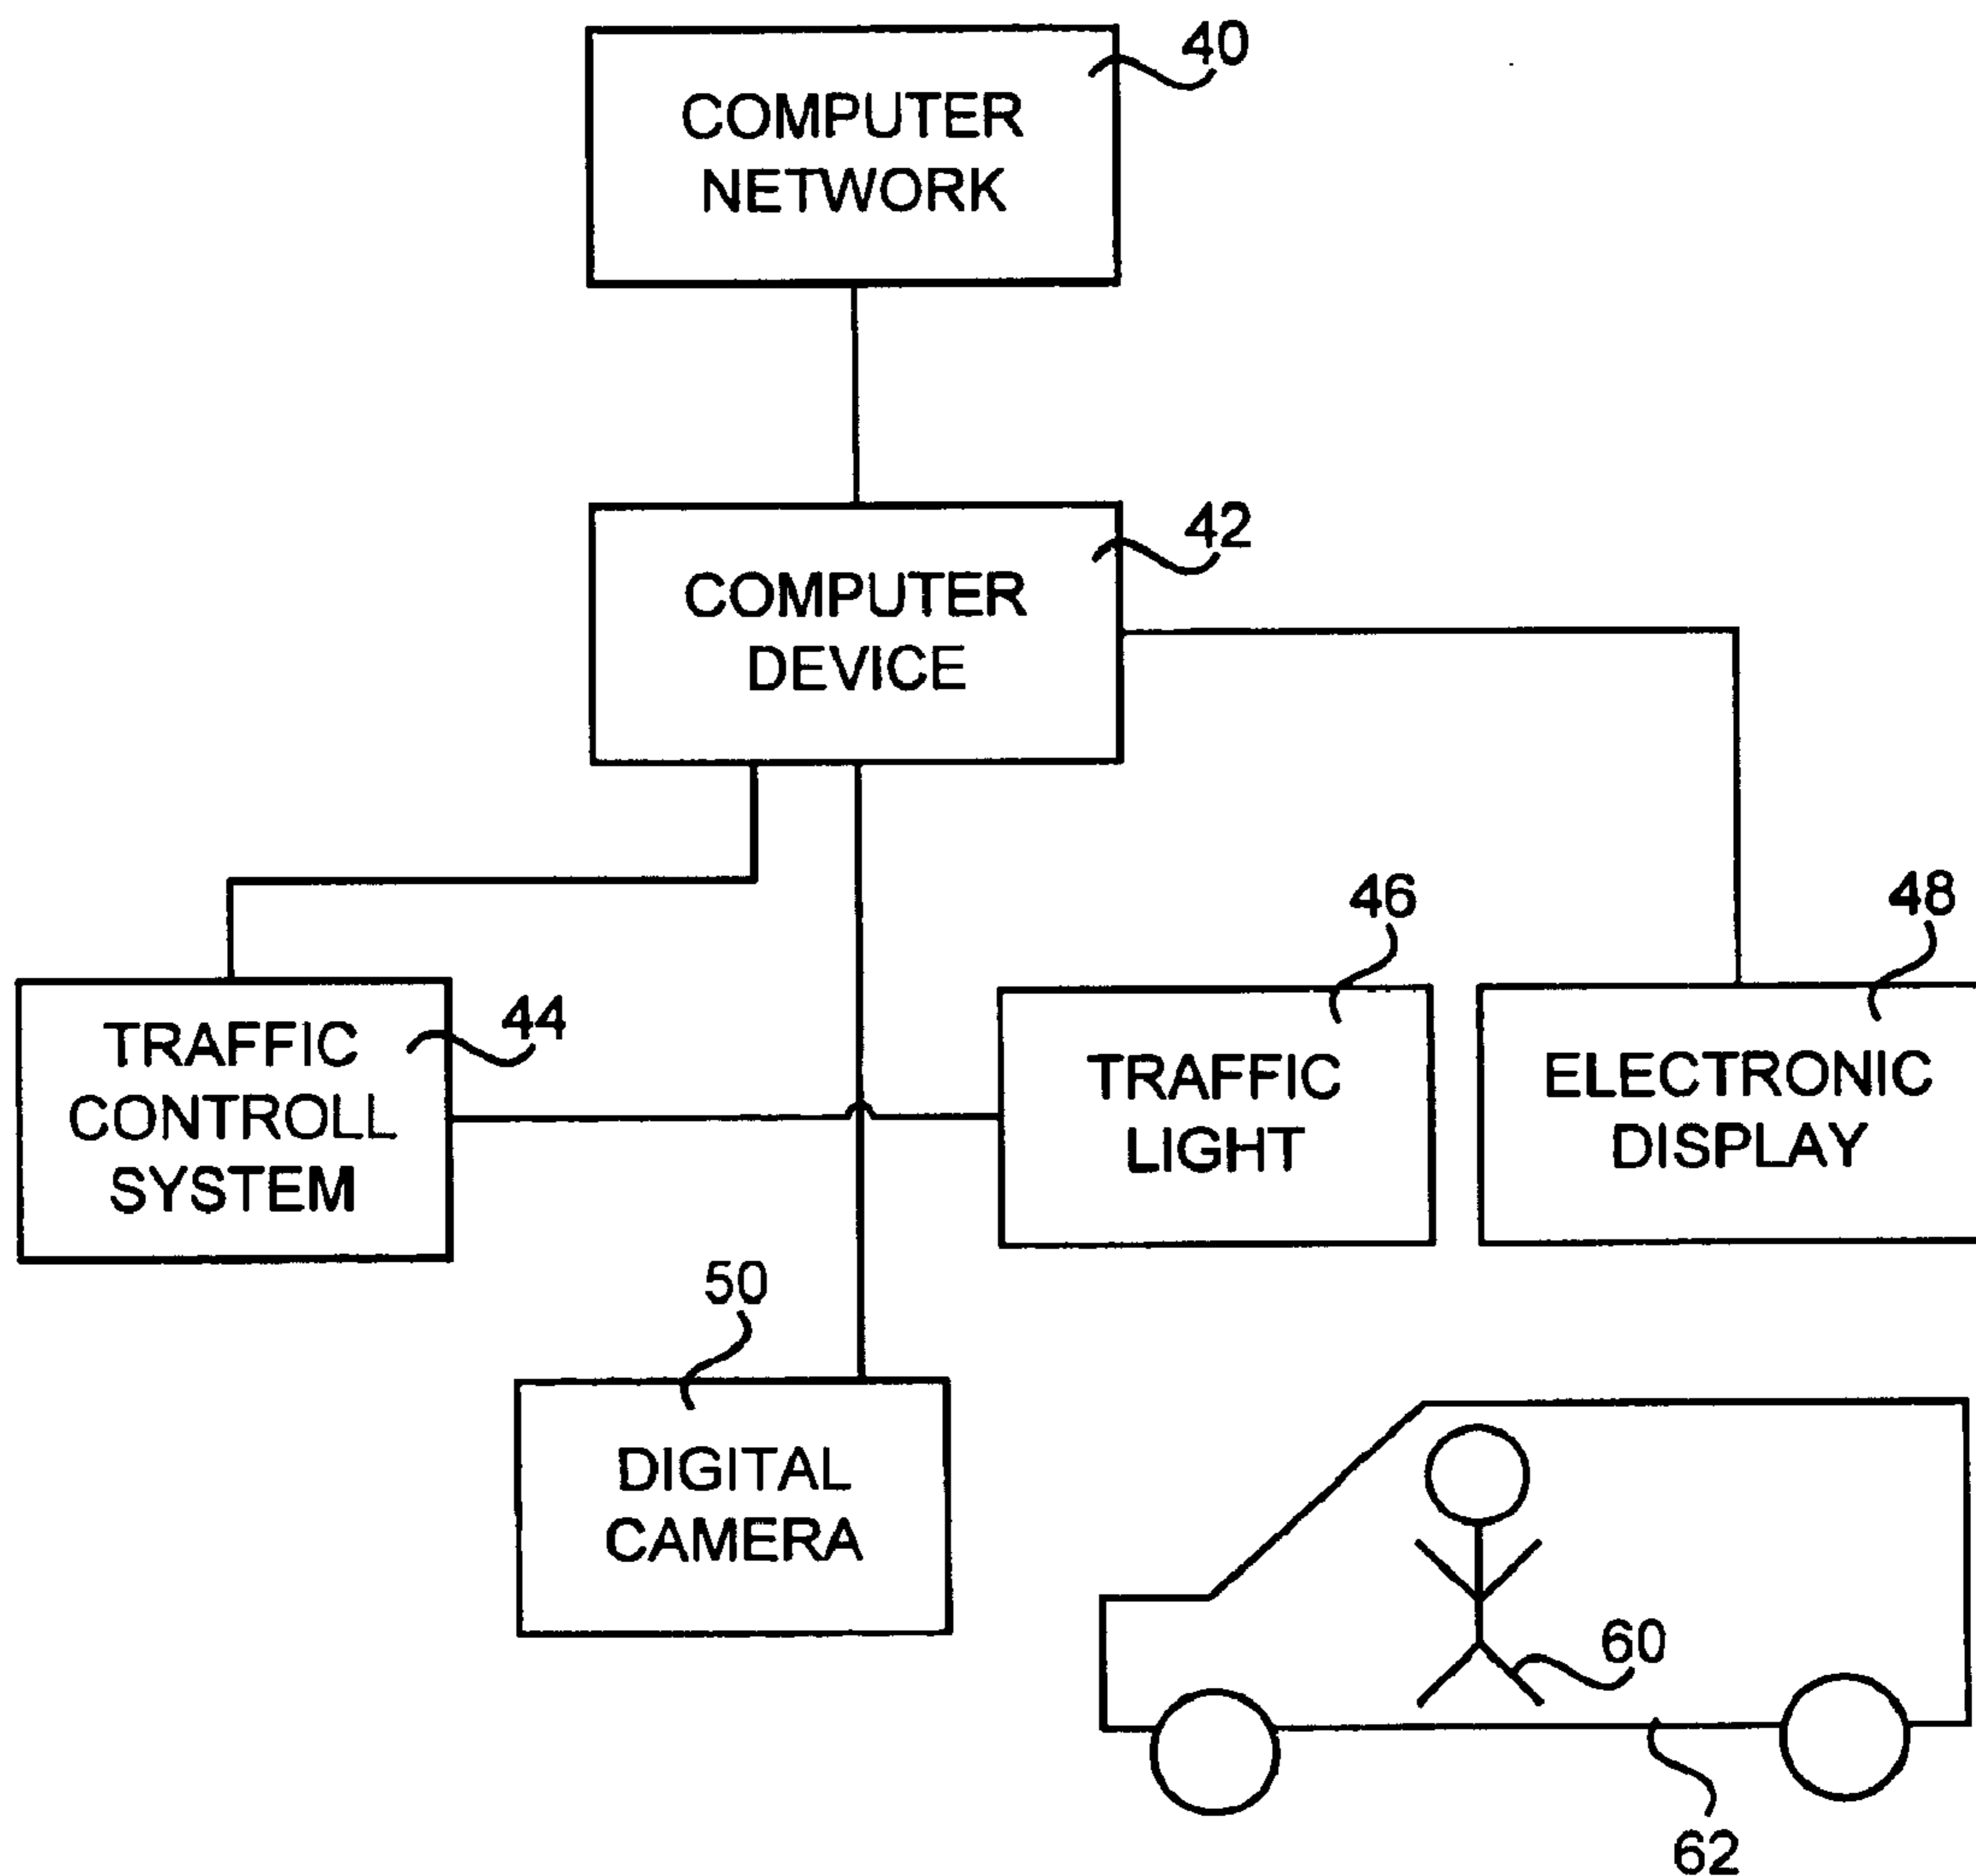 40
COMPUTER
NETWORK
42
COMPUTER
DEVICE
44
TRAFFIC
CONTROLL
SYSTEM
46
TRAFFIC
LIGHT
48
ELECTRONIC
DISPLAY
50
DIGITAL
CAMERA
60
62